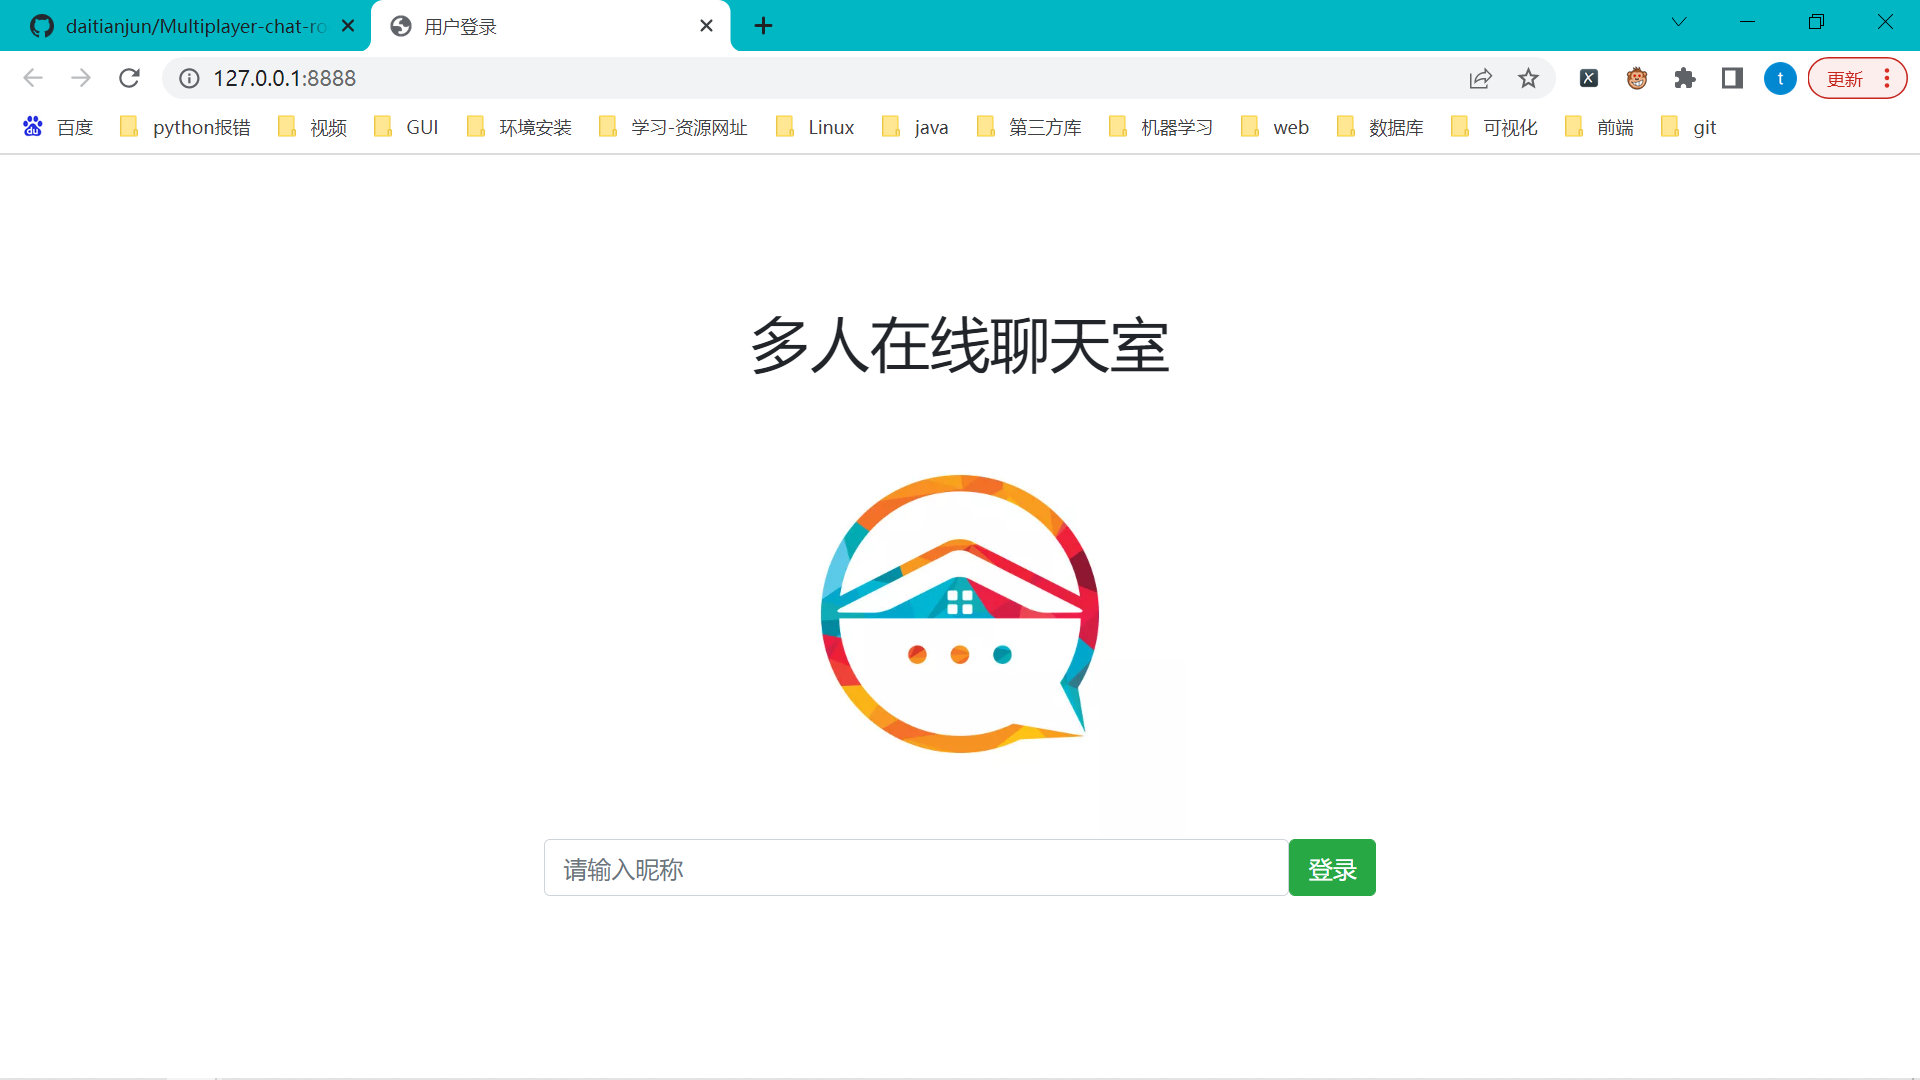 daitianjun/Multiplayer-chat-ro
用户登录
127.0.0.1:8888
t
更新
百度
python报错
视频
GUI
环境安装
学习-资源网址
Linux
java
第三方库
机器学习
web
数据库
可视化
前端
git
多人在线聊天室
请输入昵称
登录